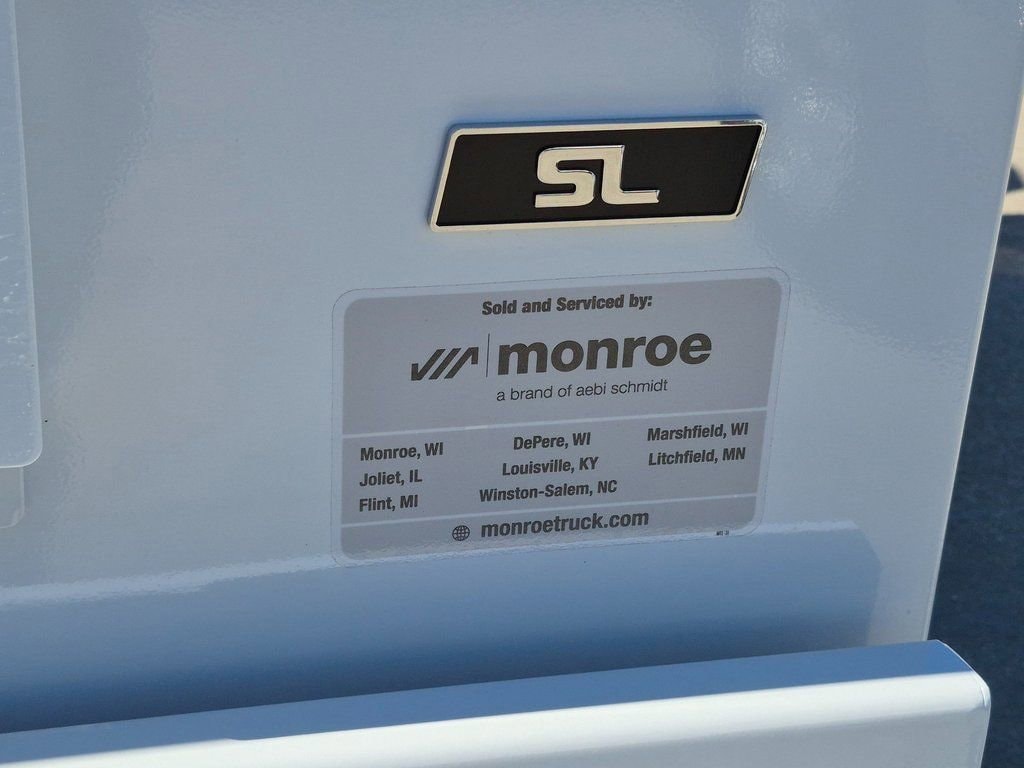 SL
Sold and Serviced by:
monroe
a brand of aebi schmidt
Monroe, WI DePere, WI Marshfield, WI
Joliet, IL Louisville, KY Litchfield, MN
Flint, MI Winston-Salem, NC
monroetruck.com